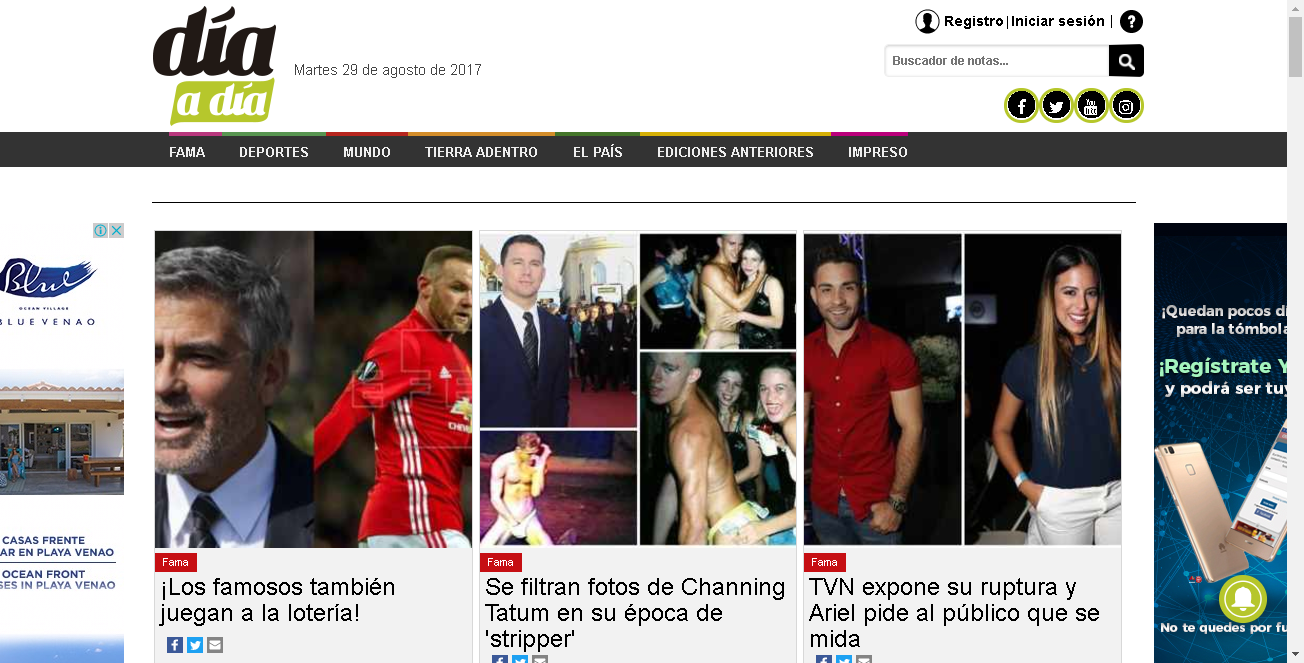 día
a día
Martes 29 de agosto de 2017
Registro | Iniciar sesión | ?
Buscador de notas...
You
FAMA DEPORTES MUNDO TIERRA ADENTRO EL PAÍS EDICIONES ANTERIORES IMPRESO
Blue
OCEAN VILLAGE
BLUE VENAO
CASAS FRENTE
AR EN PLAYA VENAO
OCEAN FRONT
SES IN PLAYA VENAO
EFE
Fama
¡Los famosos también
juegan a la lotería!
Fama
Se filtran fotos de Channing
Tatum en su época de
'stripper'
Fama
TVN expone su ruptura y
Ariel pide al público que se
mida
¡Quedan pocos dí
para la tómbola
¡Regístrate Y
y podrá ser tuy
No te quedes por fu